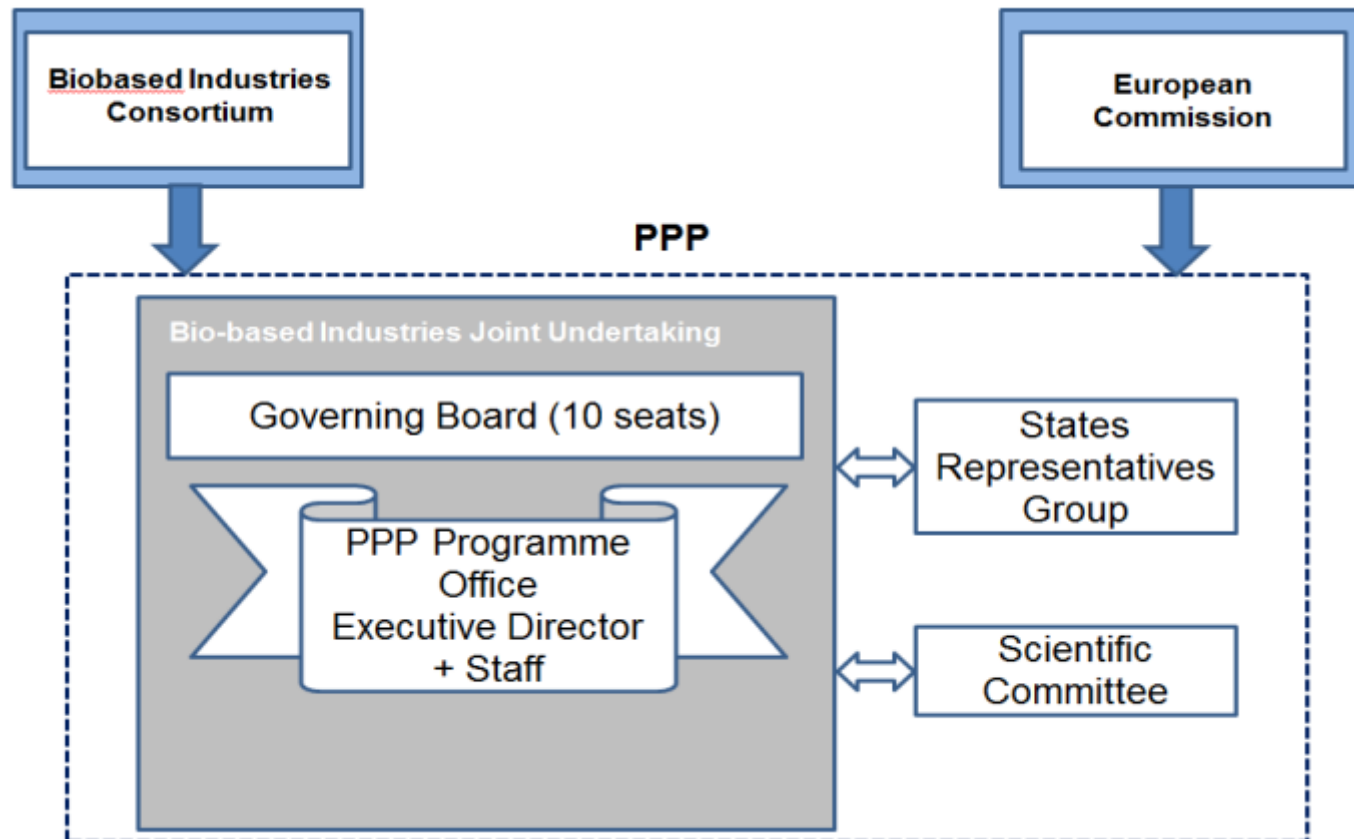 Biobased Industries
Consortium
European
Commission
PPP
Bio-based Industries Joint Undertaking
Governing Board (10 seats)
States
Representatives
Group
PPP Programme
Office
Executive Director
+ Staff
Scientific
Committee